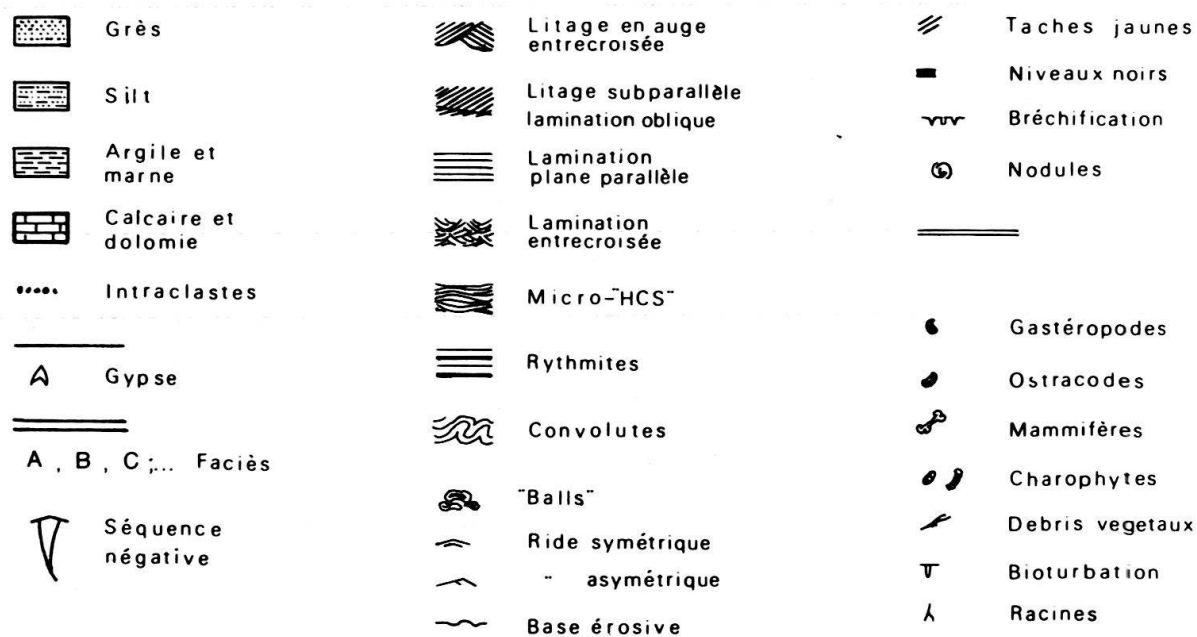 Grès
Silt
Argile et
marne
Calcaire et
dolomie
Intraclastes
Gypse
A , B , C ;... Faciès
Séquence
négative
Litage en auge
entrecroisée
Litage subparallèle
lamination oblique
Lamination
plane parallèle
Lamination
entrecroisée
Micro-"HCS"
Rythmites
Convolutes
"Balls"
Ride symétrique
" asymétrique
Base érosive
Taches jaunes
Niveaux noirs
Bréchification
Nodules
Gastéropodes
Ostracodes
Mammifères
Charophytes
Debris vegetaux
Bioturbation
Racines